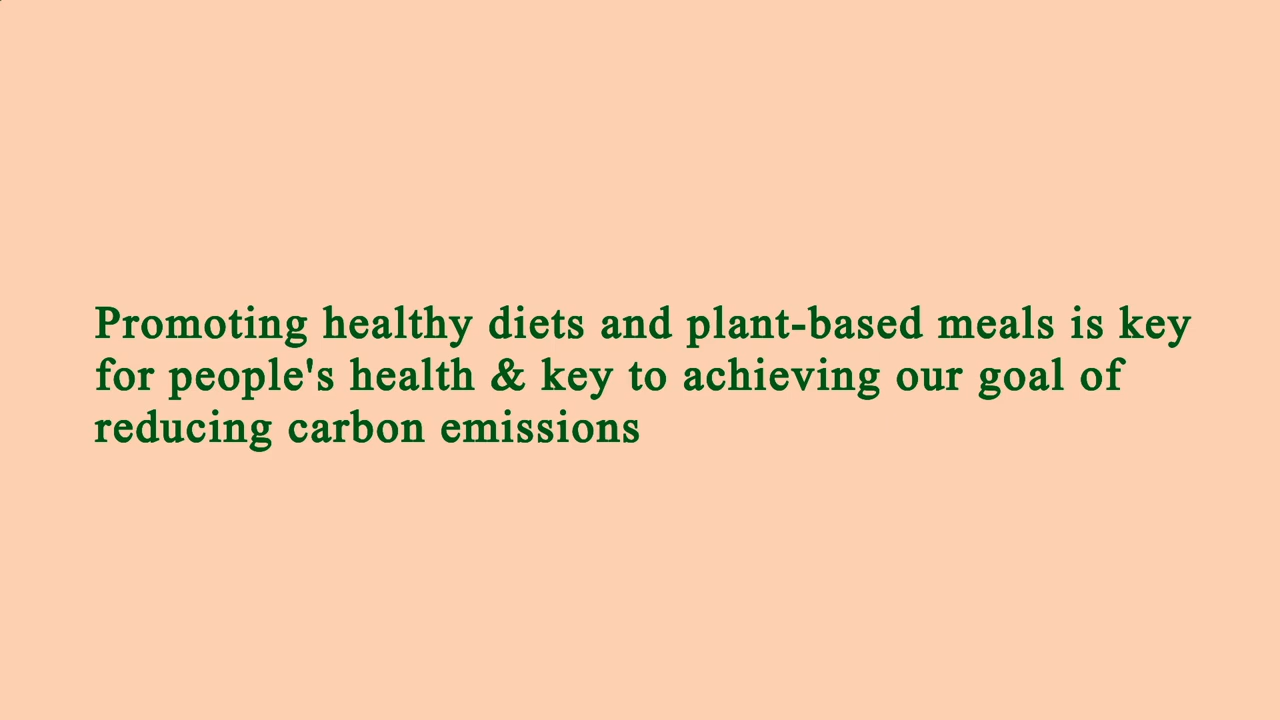 Promoting healthy diets and plant-based meals is key
for people's health & key to achieving our goal of
reducing carbon emissions